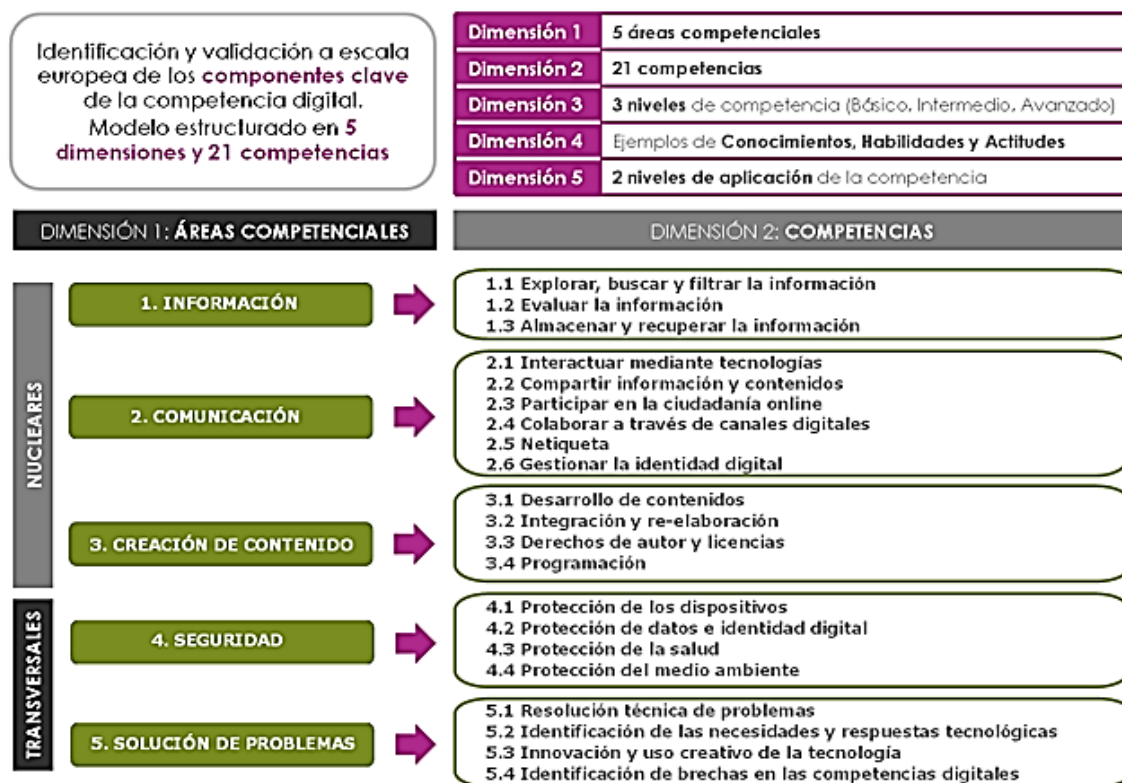 Identificación y validación a escala
europea de los componentes clave
de la competencia digital.
Modelo estructurado en 5
dimensiones y 21 competencias
Dimensión 1 5 áreas competenciales
Dimensión 2 21 competencias
Dimensión 3 3 niveles de competencia (Básico, Intermedio, Avanzado)
Dimensión 4 Ejemplos de Conocimientos, Habilidades y Actitudes
Dimensión 5 2 niveles de aplicación de la competencia
DIMENSIÓN 1: ÁREAS COMPETENCIALES
DIMENSIÓN 2: COMPETENCIAS
NUCLEARES
1. INFORMACIÓN
1.1 Explorar, buscar y filtrar la información
1.2 Evaluar la información
1.3 Almacenar y recuperar la información
2. COMUNICACIÓN
2.1 Interactuar mediante tecnologías
2.2 Compartir información y contenidos
2.3 Participar en la ciudadanía online
2.4 Colaborar a través de canales digitales
2.5 Netiqueta
2.6 Gestionar la identidad digital
3. CREACIÓN DE CONTENIDO
3.1 Desarrollo de contenidos
3.2 Integración y re-elaboración
3.3 Derechos de autor y licencias
3.4 Programación
TRANSVERSALES
4. SEGURIDAD
4.1 Protección de los dispositivos
4.2 Protección de datos e identidad digital
4.3 Protección de la salud
4.4 Protección del medio ambiente
5. SOLUCIÓN DE PROBLEMAS
5.1 Resolución técnica de problemas
5.2 Identificación de las necesidades y respuestas tecnológicas
5.3 Innovación y uso creativo de la tecnología
5.4 Identificación de brechas en las competencias digitales